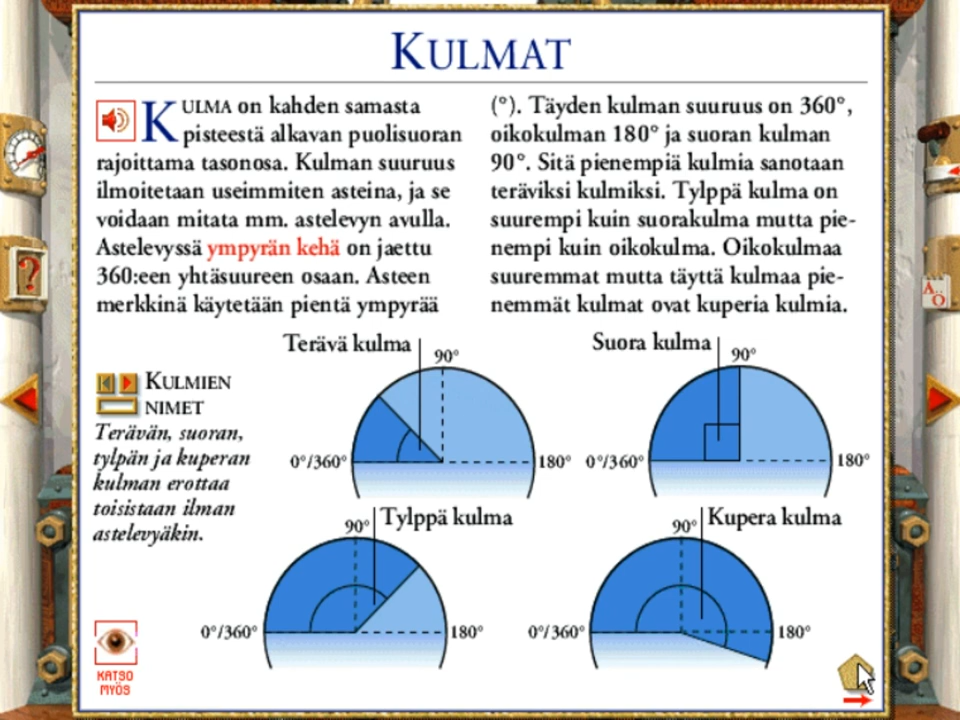 KULMAT
KULMA on kahden samasta
pisteestä alkavan puolisuoran
rajoittama tasonosa. Kulman suuruus
ilmoitetaan useimmiten asteina, ja se
voidaan mitata mm. astelevyn avulla.
Astelevyssä ympyrän kehä on jaettu
360:een yhtäsuureen osaan. Asteen
merkkinä käytetään pientä ympyrää
(°). Täyden kulman suuruus on 360°,
oikokulman 180° ja suoran kulman
90°. Sitä pienempiä kulmia sanotaan
teräviksi kulmiksi. Tylppä kulma on
suurempi kuin suorakulma mutta pie-
nempi kuin oikokulma. Oikokulmaa
suuremmat mutta täyttä kulmaa pie-
nemmät kulmat ovat kuperia kulmia.
KULMIEN
NIMET
Terävän, suoran,
tylpän ja kuperan
kulman erottaa
toisistaan ilman
astelevyäkin.
Terävä kulma
90°
0°/360°
180°
Suora kulma
90°
0°/360°
180°
Tylppä kulma
90°
0°/360°
180°
Kupera kulma
90°
0°/360°
180°
KATSO
MYÖS
?
A...
Ö